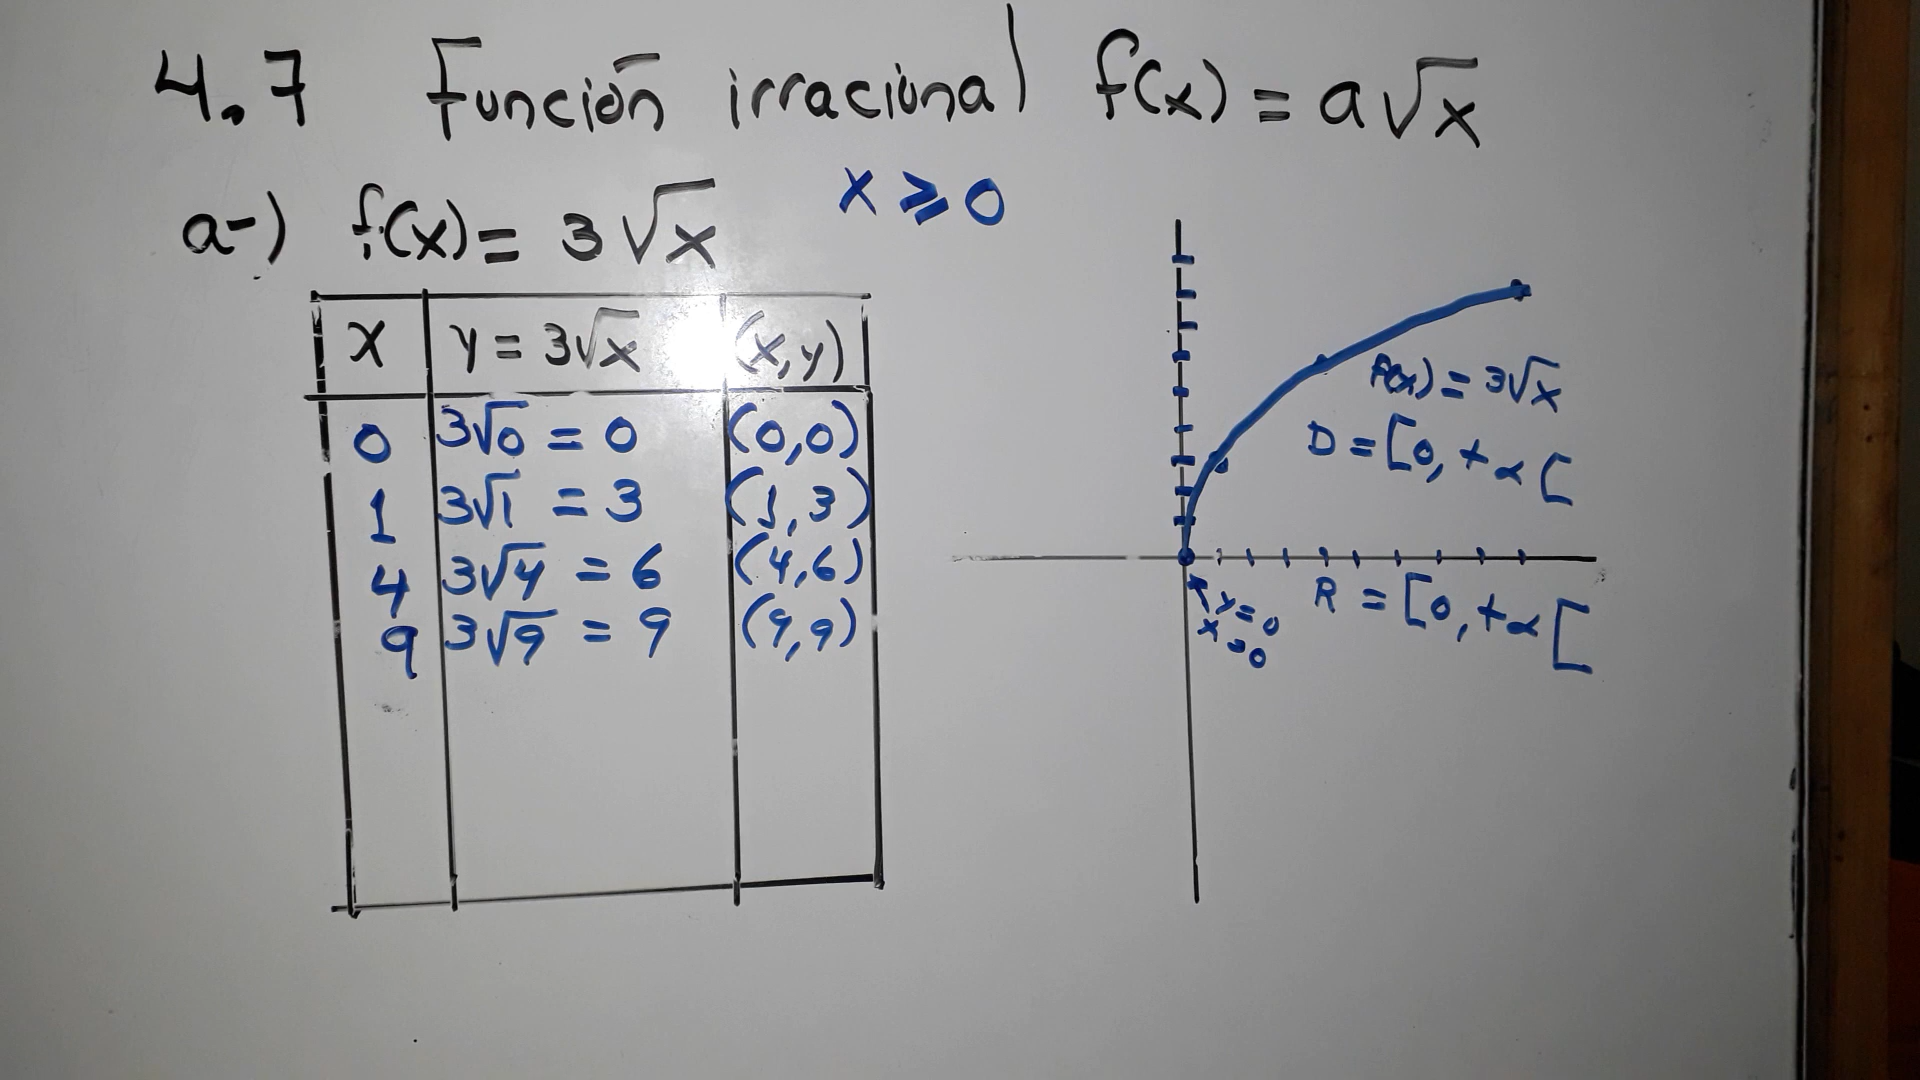 4.7 Función irracional f(x) = a√x
a-) f(x) = 3√x x ⩾ 0
x y = 3√x (x,y)
0 3√0 = 0 (0,0)
1 3√1 = 3 (1,3)
4 3√4 = 6 (4,6)
9 3√9 = 9 (9,9)
f(x) = 3√x
D = [0, +∝ [
R = [0, +∝ [
y = 0
x = 0